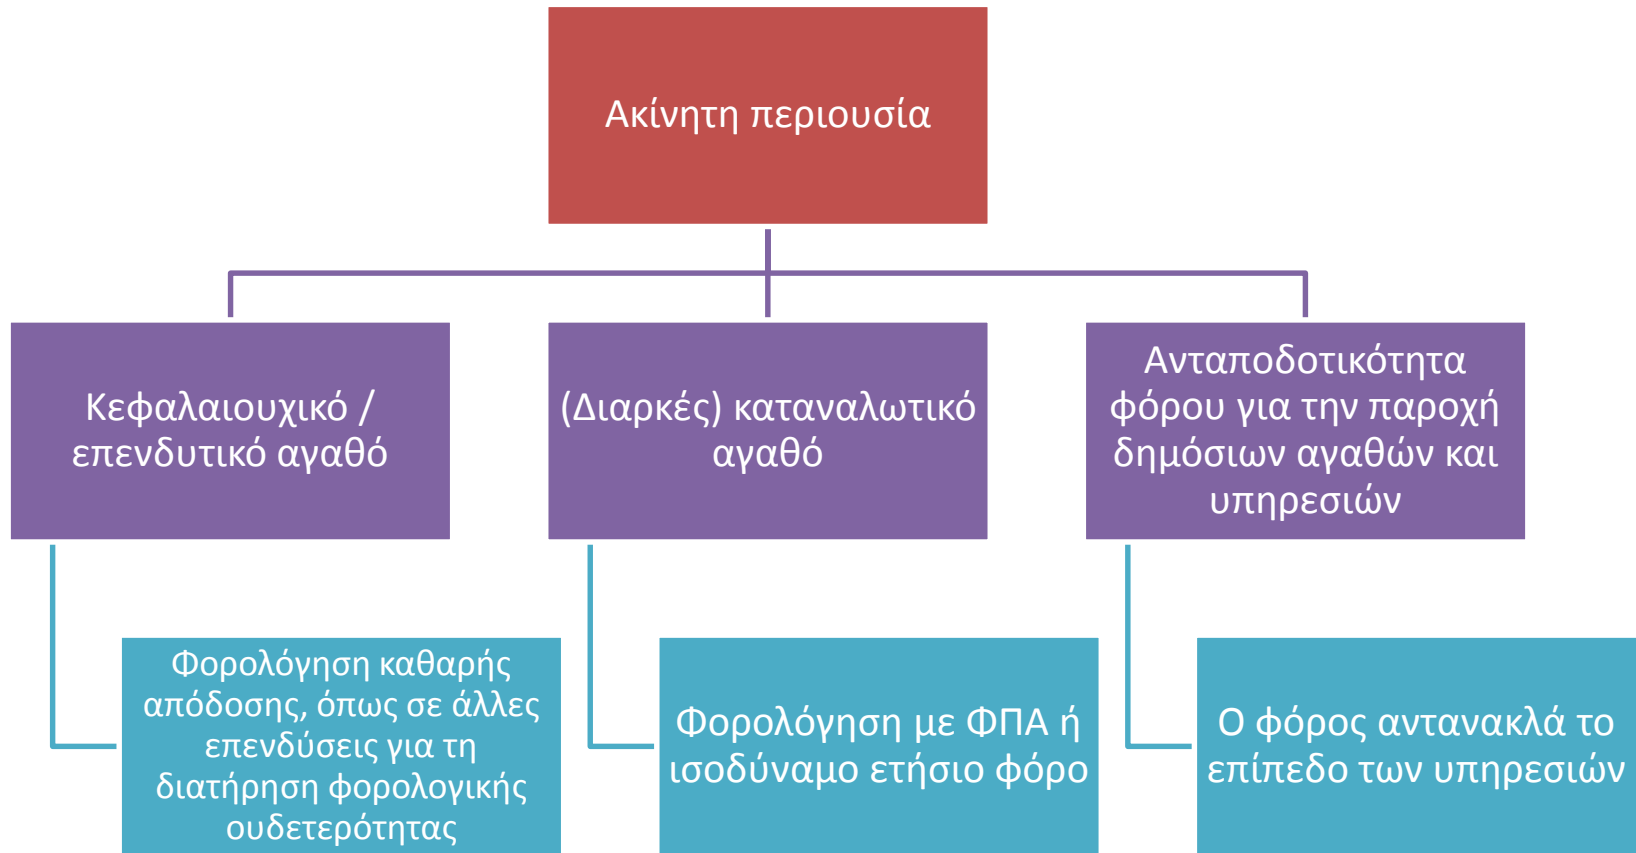 Ακίνητη περιουσία
Κεφαλαιουχικό /
επενδυτικό αγαθό
(Διαρκές) καταναλωτικό
αγαθό
Ανταποδοτικότητα
φόρου για την παροχή
δημόσιων αγαθών και
υπηρεσιών
Φορολόγηση καθαρής
απόδοσης, όπως σε άλλες
επενδύσεις για τη
διατήρηση φορολογικής
ουδετερότητας
Φορολόγηση με ΦΠΑ ή
ισοδύναμο ετήσιο φόρο
Ο φόρος αντανακλά το
επίπεδο των υπηρεσιών